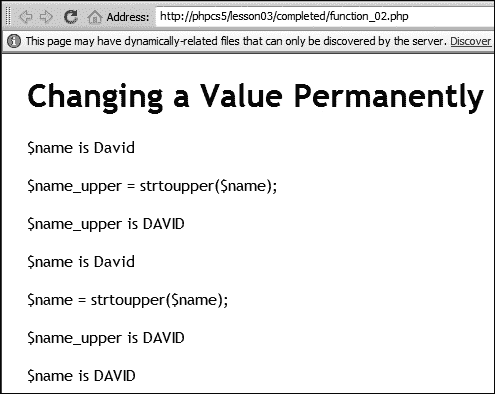 Address: http://phpcs5/lesson03/completed/function_02.php
This page may have dynamically-related files that can only be discovered by the server. Discover
Changing a Value Permanently
$name is David
$name_upper = strtoupper($name);
$name_upper is DAVID
$name is David
$name = strtoupper($name);
$name_upper is DAVID
$name is DAVID